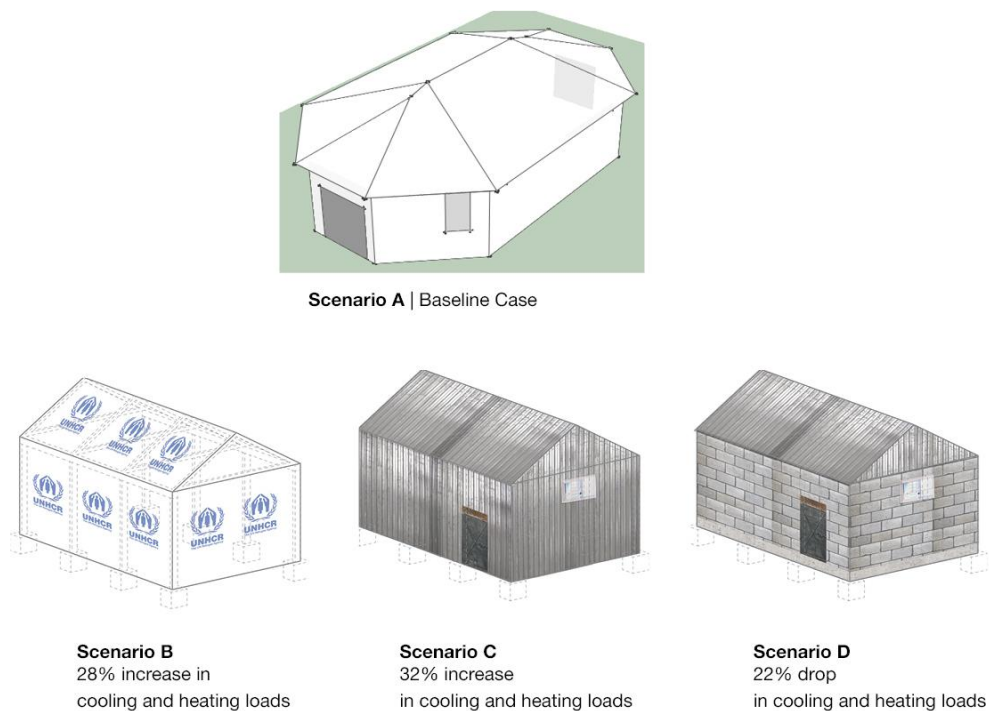 Scenario A | Baseline Case
UNHCR
UNHCR
UNHCR
UNHCR
UNHCR
UNHCR
UNHCR
UNHCR
Scenario B
28% increase in
cooling and heating loads
Scenario C
32% increase
in cooling and heating loads
Scenario D
22% drop
in cooling and heating loads